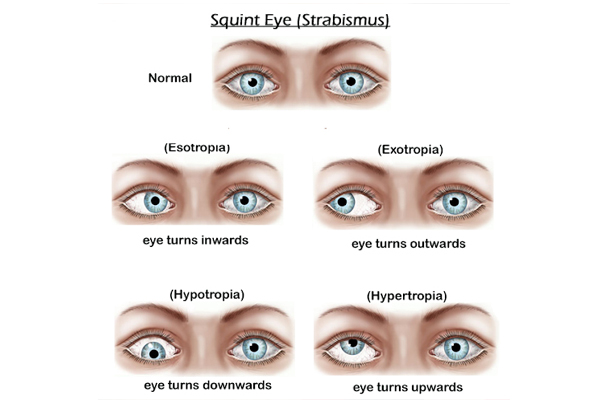 Squint Eye (Strabismus)
Normal
(Esotropia)
(Exotropia)
eye turns inwards
eye turns outwards
(Hypotropia)
(Hypertropia)
eye turns downwards
eye turns upwards